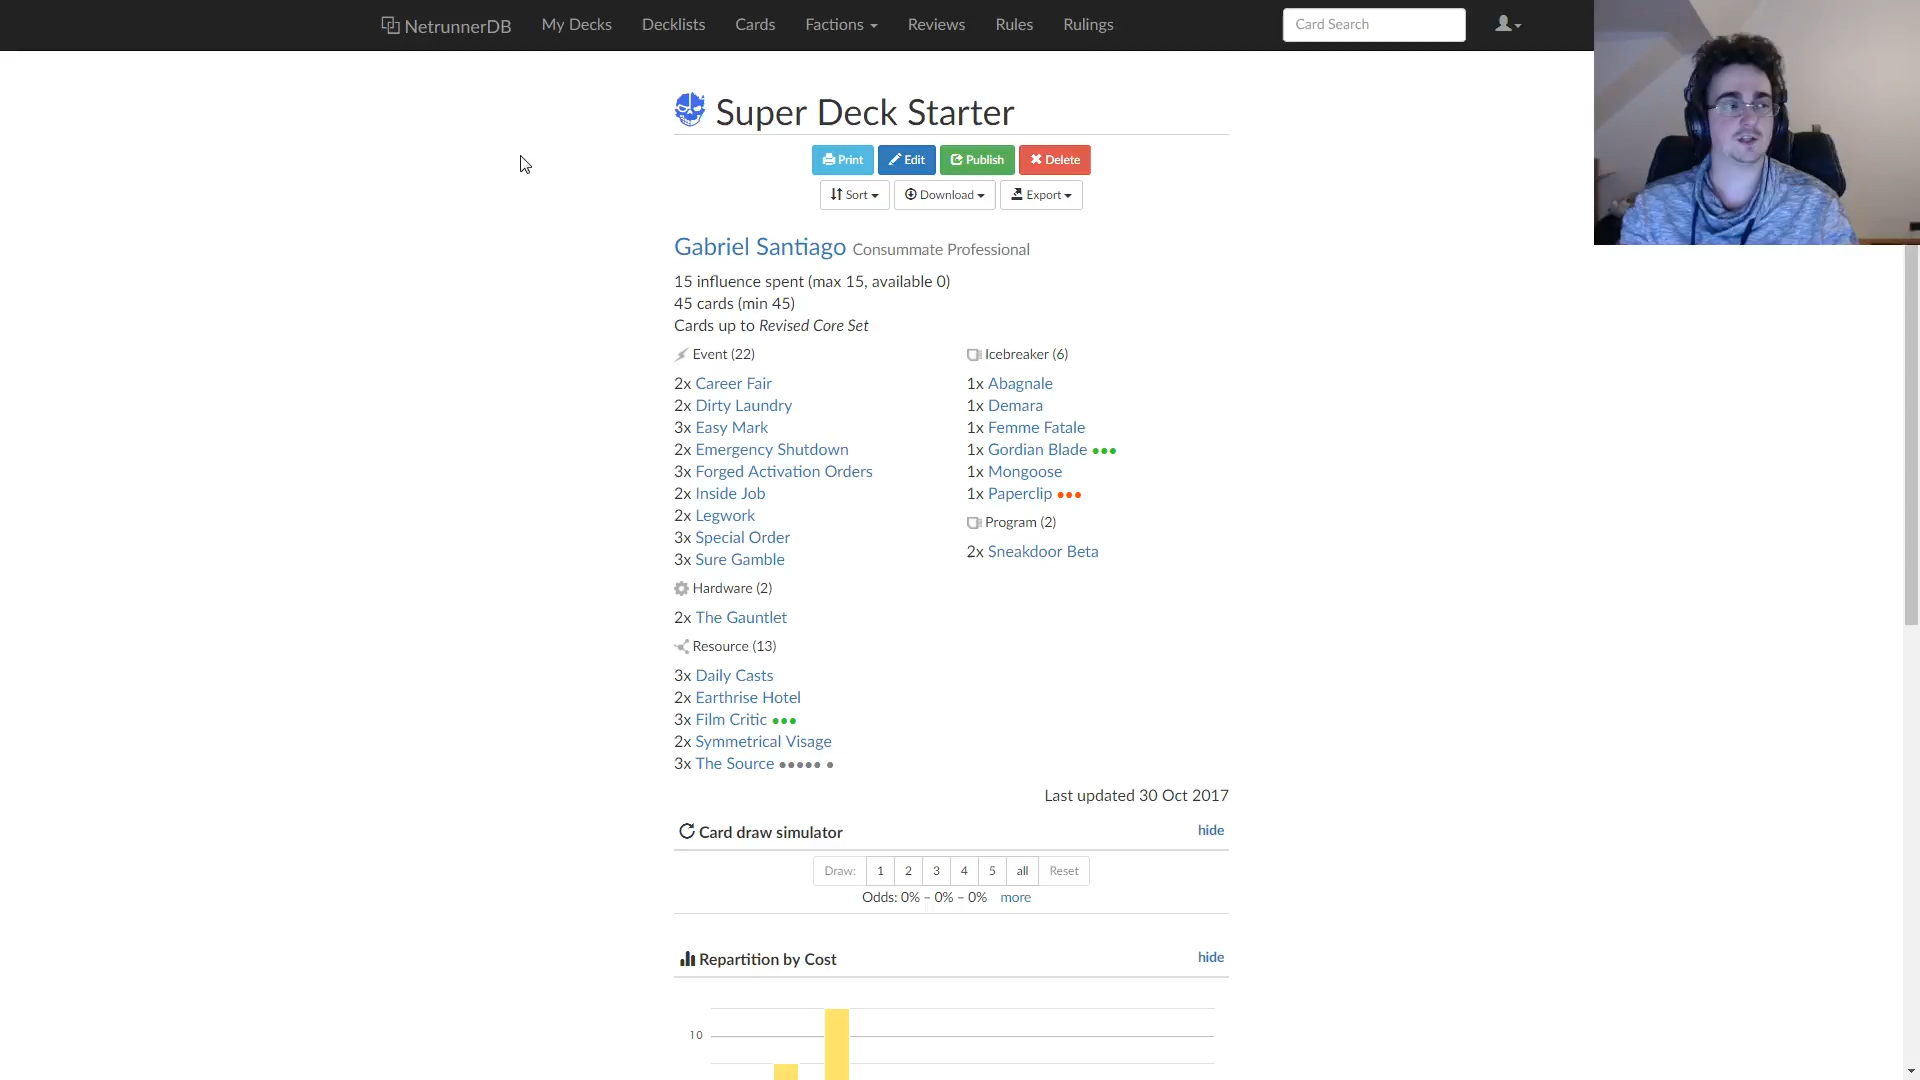 NetrunnerDB My Decks Decklists Cards Factions Reviews Rules Rulings Card Search
Super Deck Starter
Print Edit Publish Delete
Sort Download Export
Gabriel Santiago Consummate Professional
15 influence spent (max 15, available 0)
45 cards (min 45)
Cards up to Revised Core Set
Event (22)
2x Career Fair
2x Dirty Laundry
3x Easy Mark
2x Emergency Shutdown
3x Forged Activation Orders
2x Inside Job
2x Legwork
3x Special Order
3x Sure Gamble
Hardware (2)
2x The Gauntlet
Resource (13)
3x Daily Casts
2x Earthrise Hotel
3x Film Critic ●●●
2x Symmetrical Visage
3x The Source ●●●●● ●
Icebreaker (6)
1x Abagnale
1x Demara
1x Femme Fatale
1x Gordian Blade ●●●
1x Mongoose
1x Paperclip ●●●
Program (2)
2x Sneakdoor Beta
Last updated 30 Oct 2017
Card draw simulator hide
Draw: 1 2 3 4 5 all Reset
Odds: 0% – 0% – 0% more
Repartition by Cost hide
10